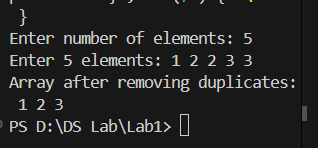 }
Enter number of elements: 5
Enter 5 elements: 1 2 2 3 3
Array after removing duplicates:
1 2 3
PS D:\DS Lab\Lab1>